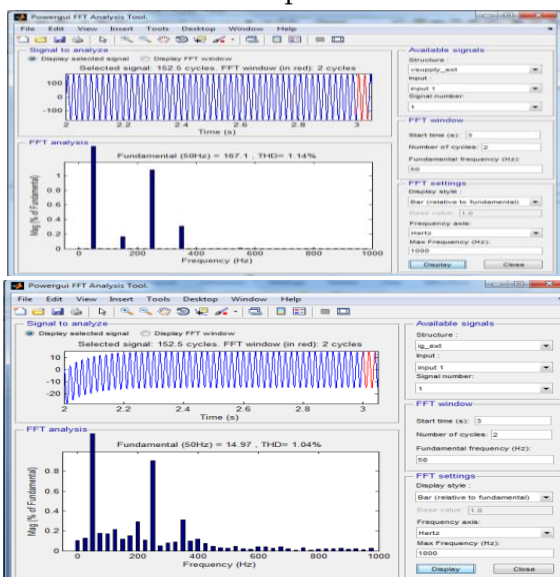 Powergui FFT Analysis Tool.
File Edit View Insert Tools Desktop Window Help
Signal to analyze
Display selected signal Display FFT window
Selected signal: 152.5 cycles. FFT window (in red): 2 cycles
100
0
-100
2 2.2 2.4 2.6 2.8 3
Time (s)
FFT analysis
Fundamental (50Hz) = 167.1 , THD= 1.14%
Mag (% of Fundamental)
1
0.8
0.6
0.4
0.2
0
0 200 400 600 800 1000
Frequency (Hz)
Available signals
Structure :
vsupply_ext
Input :
input 1
Signal number:
1
FFT window
Start time (s): 3
Number of cycles: 2
Fundamental frequency (Hz):
50
FFT settings
Display style :
Bar (relative to fundamental)
Base value: 1.0
Frequency axis:
Hertz
Max Frequency (Hz):
1000
Display Close
Powergui FFT Analysis Tool.
File Edit View Insert Tools Desktop Window Help
Signal to analyze
Display selected signal Display FFT window
Selected signal: 152.5 cycles. FFT window (in red): 2 cycles
10
0
-10
-20
2 2.2 2.4 2.6 2.8 3
Time (s)
FFT analysis
Fundamental (50Hz) = 14.97 , THD= 1.04%
Mag (% of Fundamental)
1
0.8
0.6
0.4
0.2
0
0 200 400 600 800 1000
Frequency (Hz)
Available signals
Structure :
ig_ext
Input :
input 1
Signal number:
1
FFT window
Start time (s): 3
Number of cycles: 2
Fundamental frequency (Hz):
50
FFT settings
Display style :
Bar (relative to fundamental)
Base value: 1.0
Frequency axis:
Hertz
Max Frequency (Hz):
1000
Display Close